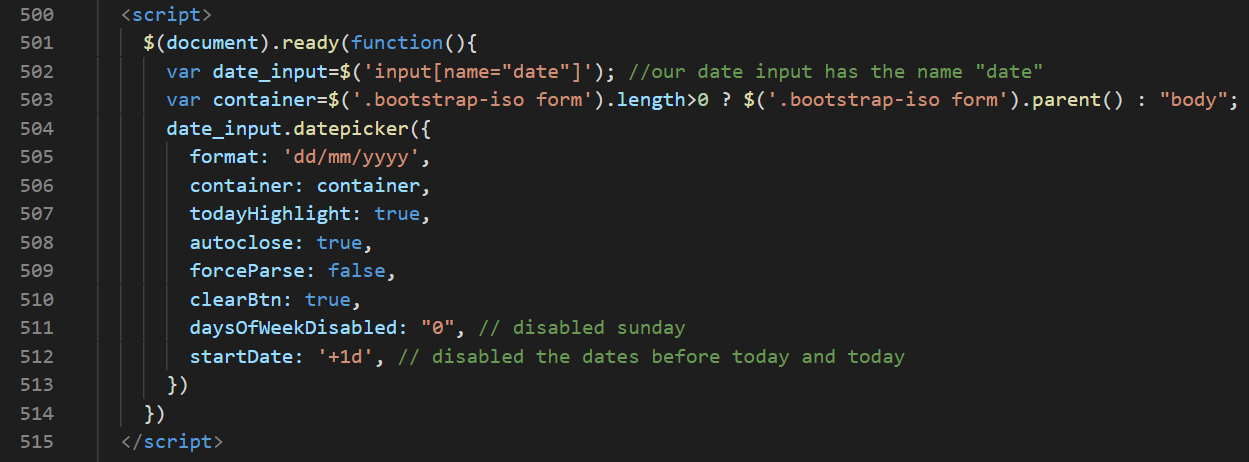 500 <script>
501 $(document).ready(function(){
502 var date_input=$('input[name="date"]'); //our date input has the name "date"
503 var container=$('.bootstrap-iso form').length>0 ? $('.bootstrap-iso form').parent() : "body";
504 date_input.datepicker({
505 format: 'dd/mm/yyyy',
506 container: container,
507 todayHighlight: true,
508 autoclose: true,
509 forceParse: false,
510 clearBtn: true,
511 daysOfWeekDisabled: "0", // disabled sunday
512 startDate: '+1d', // disabled the dates before today and today
513 })
514 })
515 </script>